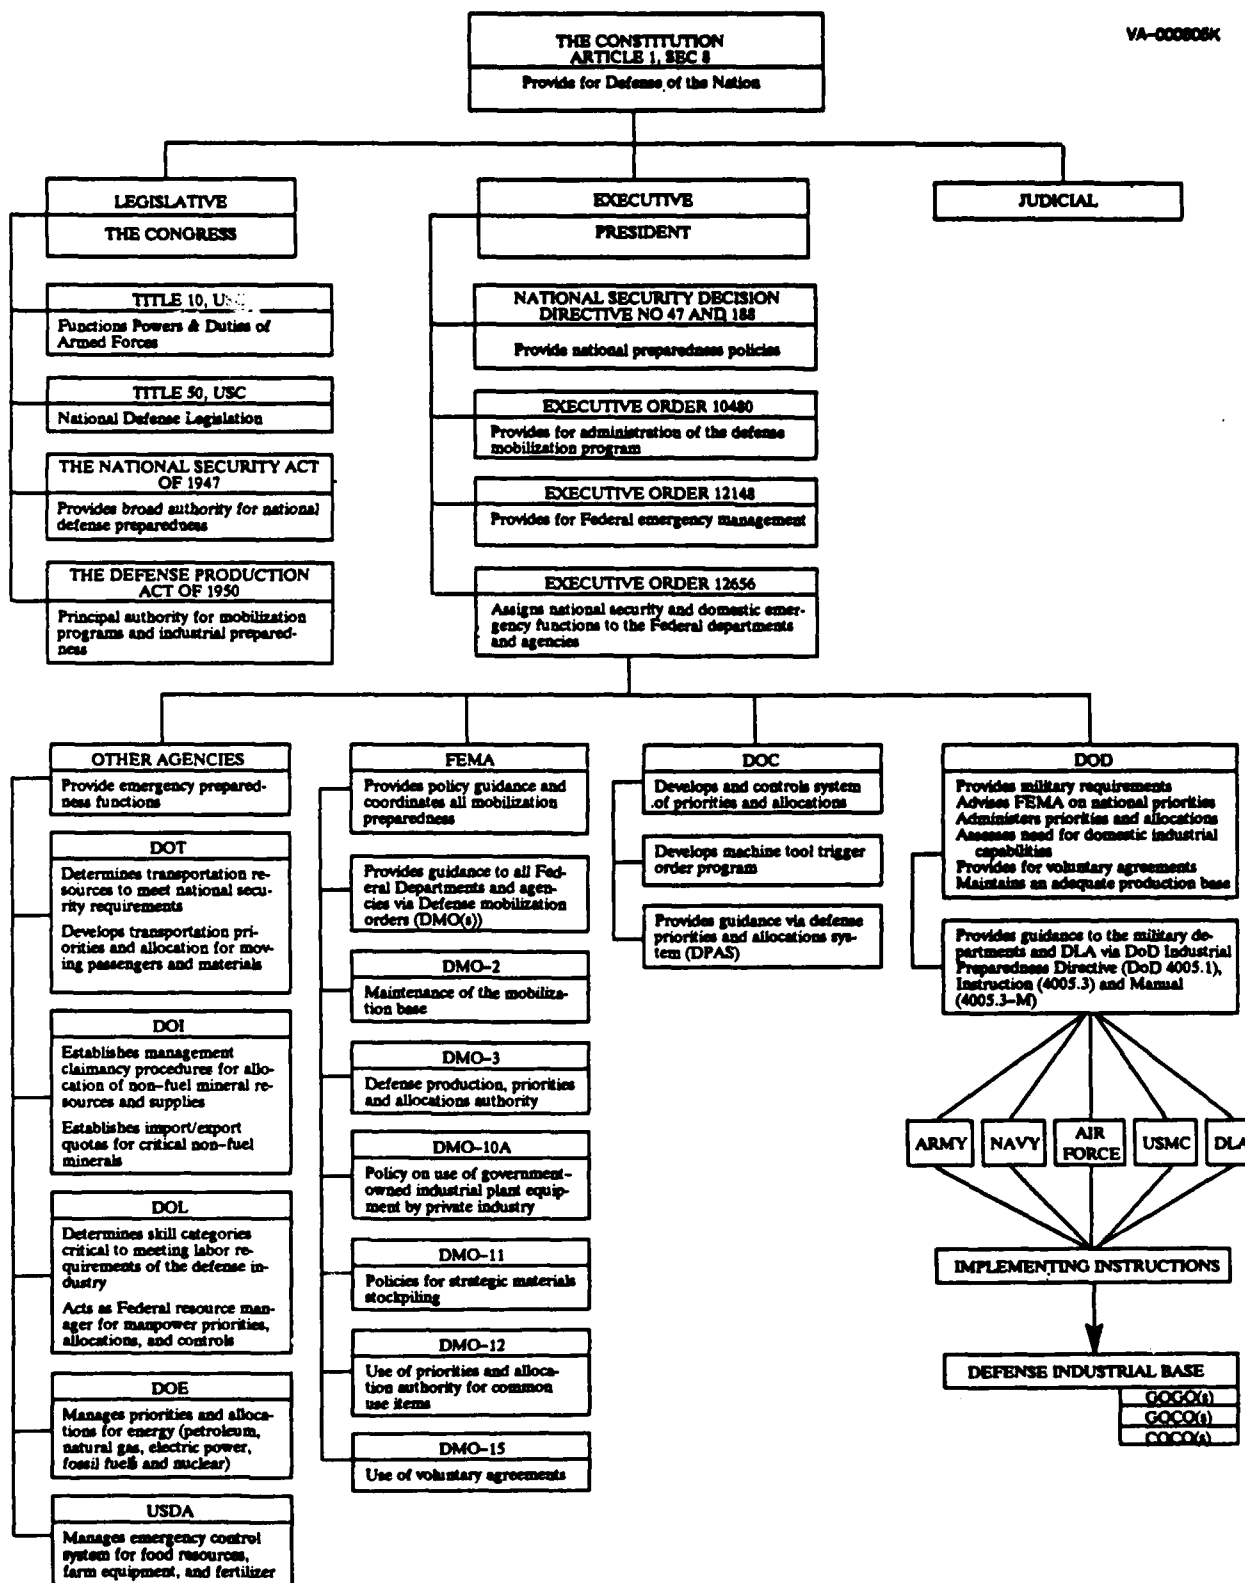 VA-000805K
THE CONSTITUTION
ARTICLE 1, SEC 8
Provide for Defense of the Nation
LEGISLATIVE
THE CONGRESS
EXECUTIVE
PRESIDENT
JUDICIAL
TITLE 10,
Functions Powers & Duties of
Armed Forces
TITLE 50, USC
National Defense Legislation
THE NATIONAL SECURITY ACT
OF 1947
Provides broad authority for national
defense preparedness
THE DEFENSE PRODUCTION
ACT OF 1950
Principal authority for mobilization
programs and industrial prepared-
ness
NATIONAL SECURITY DECISION
DIRECTIVE NO 47 AND 188
Provide national preparedness policies
EXECUTIVE ORDER 10480
Provides for administration of the defense
mobilization program
EXECUTIVE ORDER 12148
Provides for Federal emergency management
EXECUTIVE ORDER 12656
Assigns national security and domestic emer-
gency functions to the Federal departments
and agencies
OTHER AGENCIES
Provide emergency prepared-
ness functions
DOT
Determines transportation re-
sources to meet national secu-
rity requirements
Develops transportation pri-
orities and allocation for mov-
ing passengers and materials
DOI
Establishes management
claimancy procedures for allo-
cation of non-fuel mineral re-
sources and supplies
Establishes import/export
quotas for critical non-fuel
minerals
DOL
Determines skill categories
critical to meeting labor re-
quirements of the defense in-
dustry
Acts as Federal resource man-
ager for manpower priorities,
allocations, and controls
DOE
Manages priorities and alloca-
tions for energy (petroleum,
natural gas, electric power,
fossil fuels and nuclear)
USDA
Manages emergency control
system for food resources,
farm equipment, and fertilizer
FEMA
Provides policy guidance and
coordinates all mobilization
preparedness
Provides guidance to all Fed-
eral Departments and agen-
cies via Defense mobilization
orders (DMO(s))
DMO-2
Maintenance of the mobiliza-
tion base
DMO-3
Defense production, priorities
and allocations authority
DMO-10A
Policy on use of government-
owned industrial plant equip-
ment by private industry
DMO-11
Policies for strategic materials
stockpiling
DMO-12
Use of priorities and alloca-
tion authority for common
use items
DMO-15
Use of voluntary agreements
DOC
Develops and controls system
of priorities and allocations
Develops machine tool trigger
order program
Provides guidance via defense
priorities and allocations sys-
tem (DPAS)
DOD
Provides military requirements
Advises FEMA on national priorities
Administers priorities and allocations
Assesses need for domestic industrial
capabilities
Provides for voluntary agreements
Maintains an adequate production base
Provides guidance to the military de-
partments and DLA via DoD Industrial
Preparedness Directive (DoD 4005.1),
Instruction (4005.3) and Manual
(4005.3-M)
ARMY
NAVY
AIR
FORCE
USMC
DLA
IMPLEMENTING INSTRUCTIONS
DEFENSE INDUSTRIAL BASE
GOGO(s)
GOCO(s)
COCO(s)